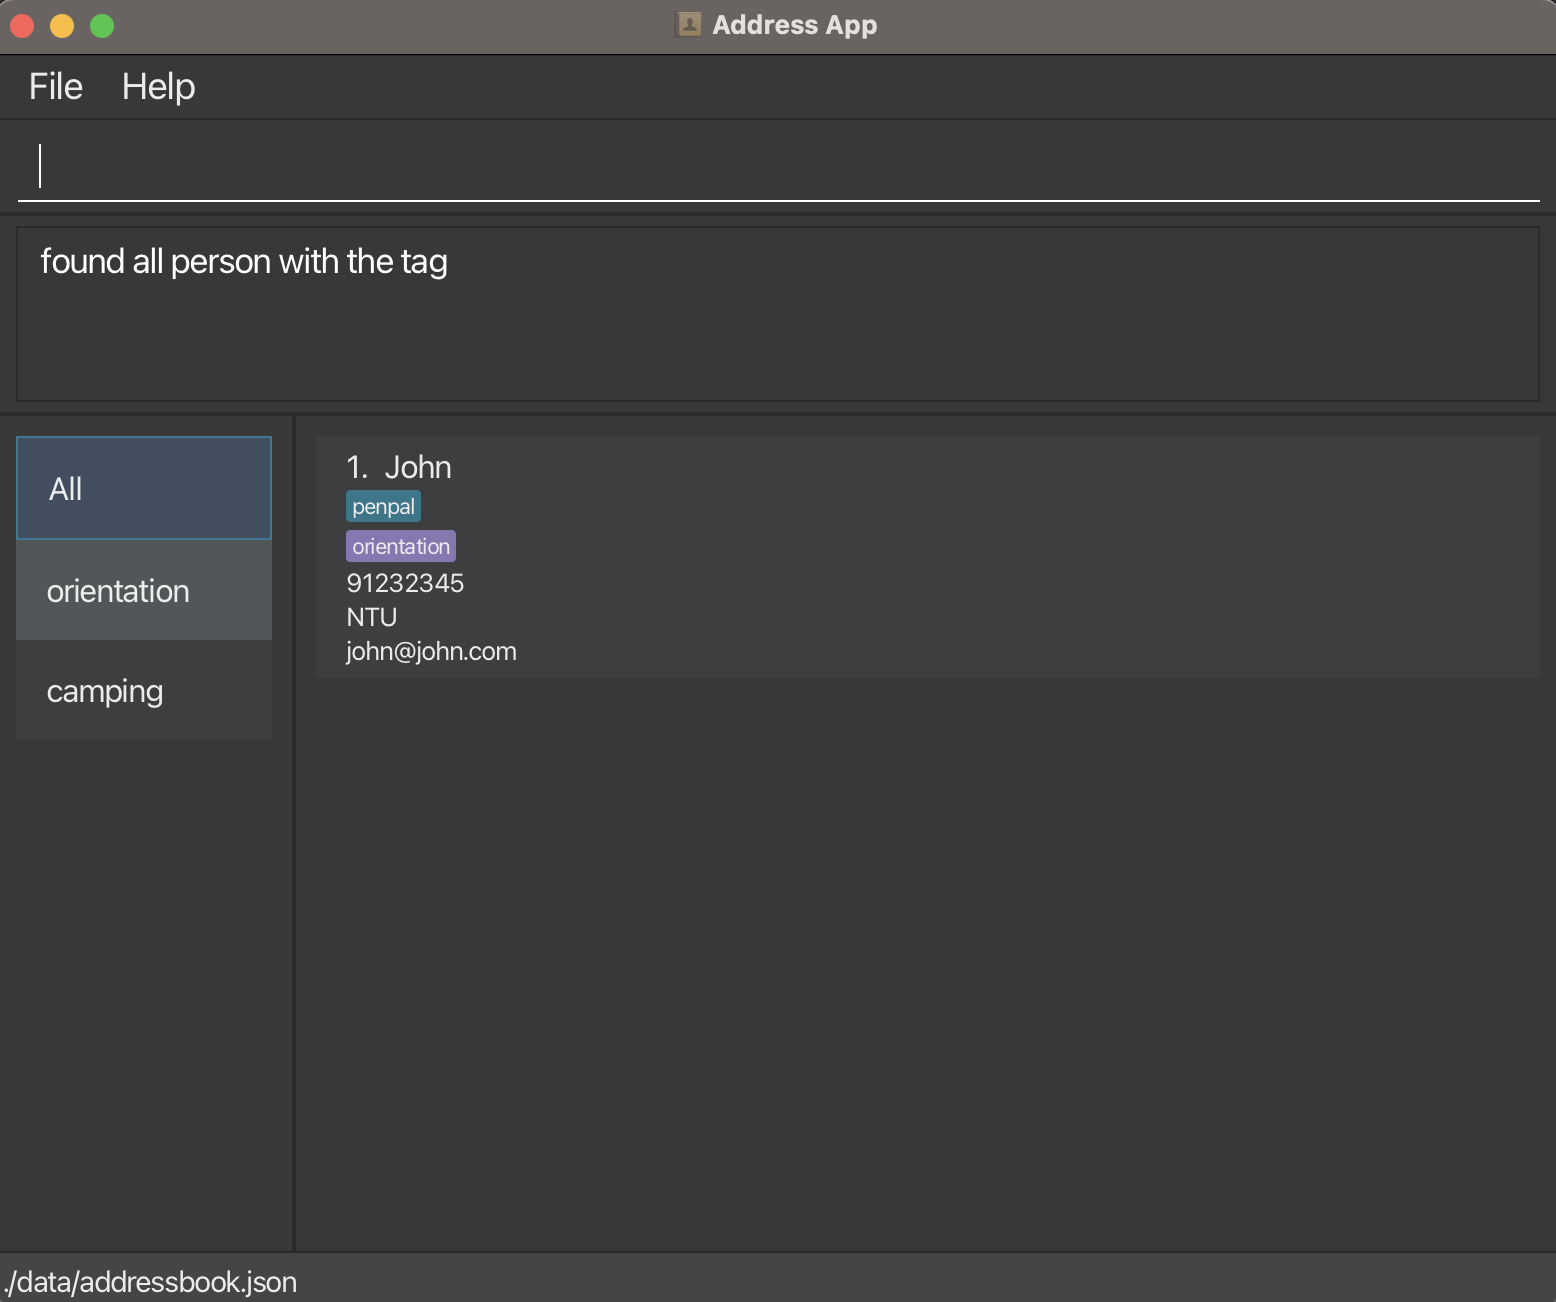 Address App
File Help
found all person with the tag
All
orientation
camping
1. John
penpal
orientation
91232345
NTU
john@john.com
./data/addressbook.json